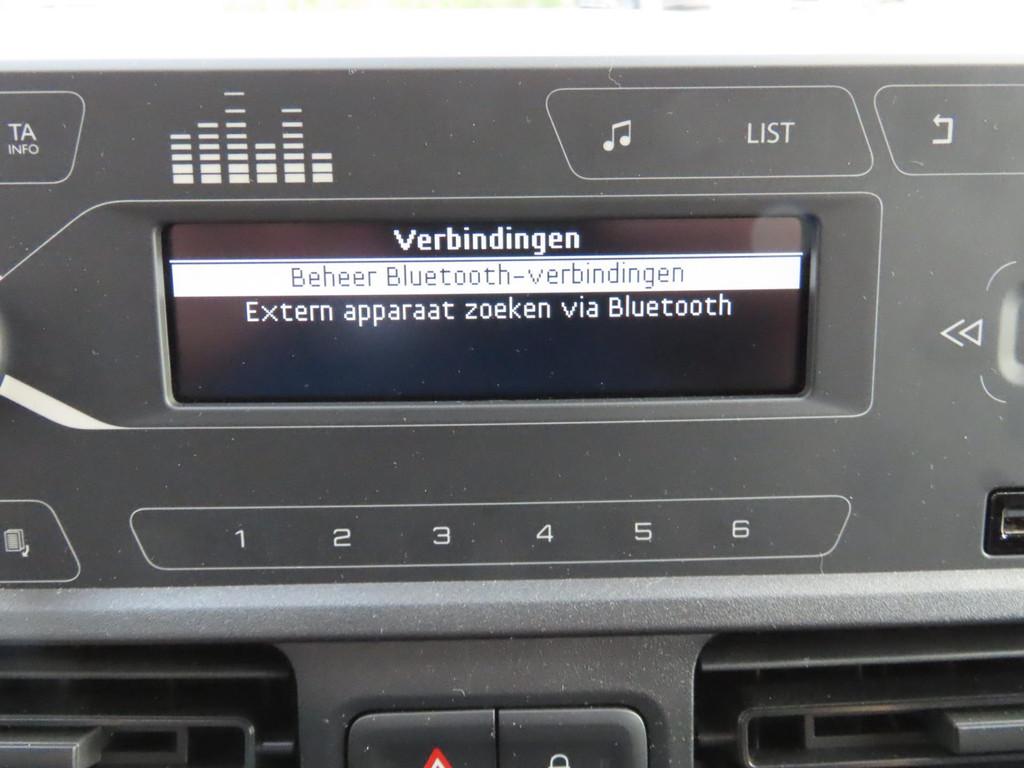 TA
INFO
LIST
Verbindingen
Beheer Bluetooth-verbindingen
Extern apparaat zoeken via Bluetooth
1 2 3 4 5 6